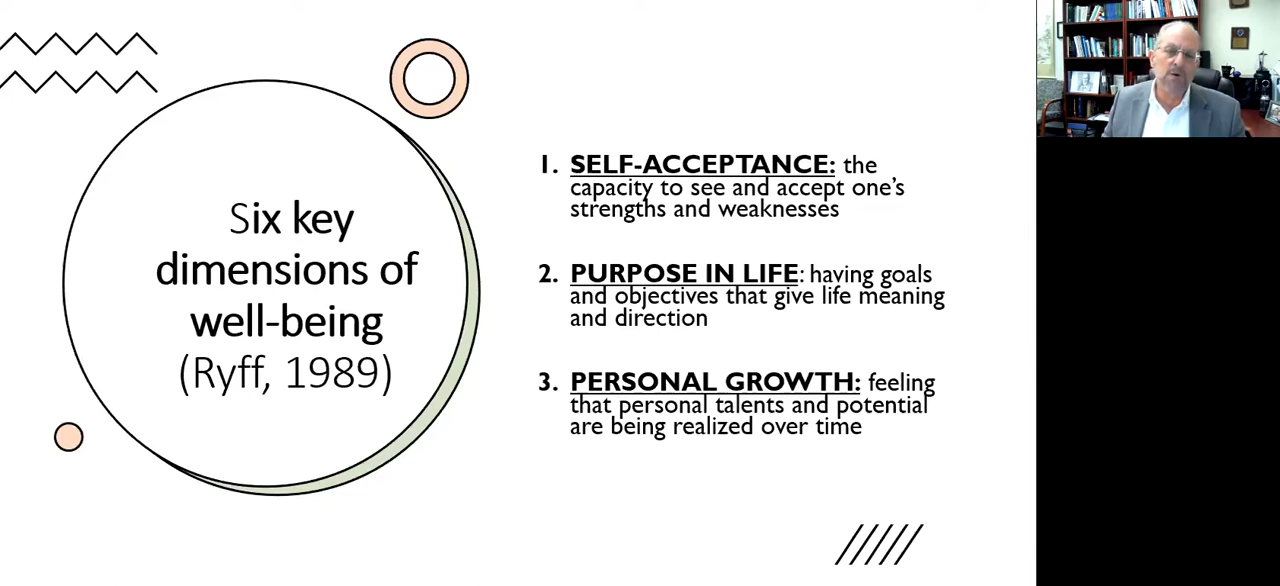 Six key
dimensions of
well-being
(Ryff, 1989)
1. SELF-ACCEPTANCE: the
capacity to see and accept one’s
strengths and weaknesses
2. PURPOSE IN LIFE: having goals
and objectives that give life meaning
and direction
3. PERSONAL GROWTH: feeling
that personal talents and potential
are being realized over time